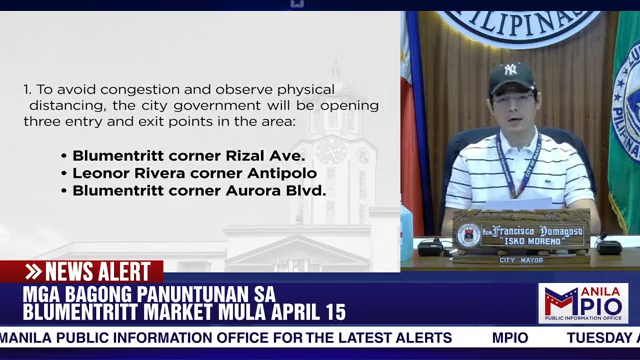 PILIPINAS
1. To avoid congestion and observe physical
distancing, the city government will be opening
three entry and exit points in the area:
• Blumentritt corner Rizal Ave.
• Leonor Rivera corner Antipolo
• Blumentritt corner Aurora Blvd.
Hon. Francisco Domagoso
"ISKO MORENO"
CITY MAYOR
NEWS ALERT
MGA BAGONG PANUNTUNAN SA
BLUMENTRITT MARKET MULA APRIL 15
MANILA
PIO
PUBLIC INFORMATION OFFICE
MANILA PUBLIC INFORMATION OFFICE FOR THE LATEST ALERTS MPIO TUESDAY A